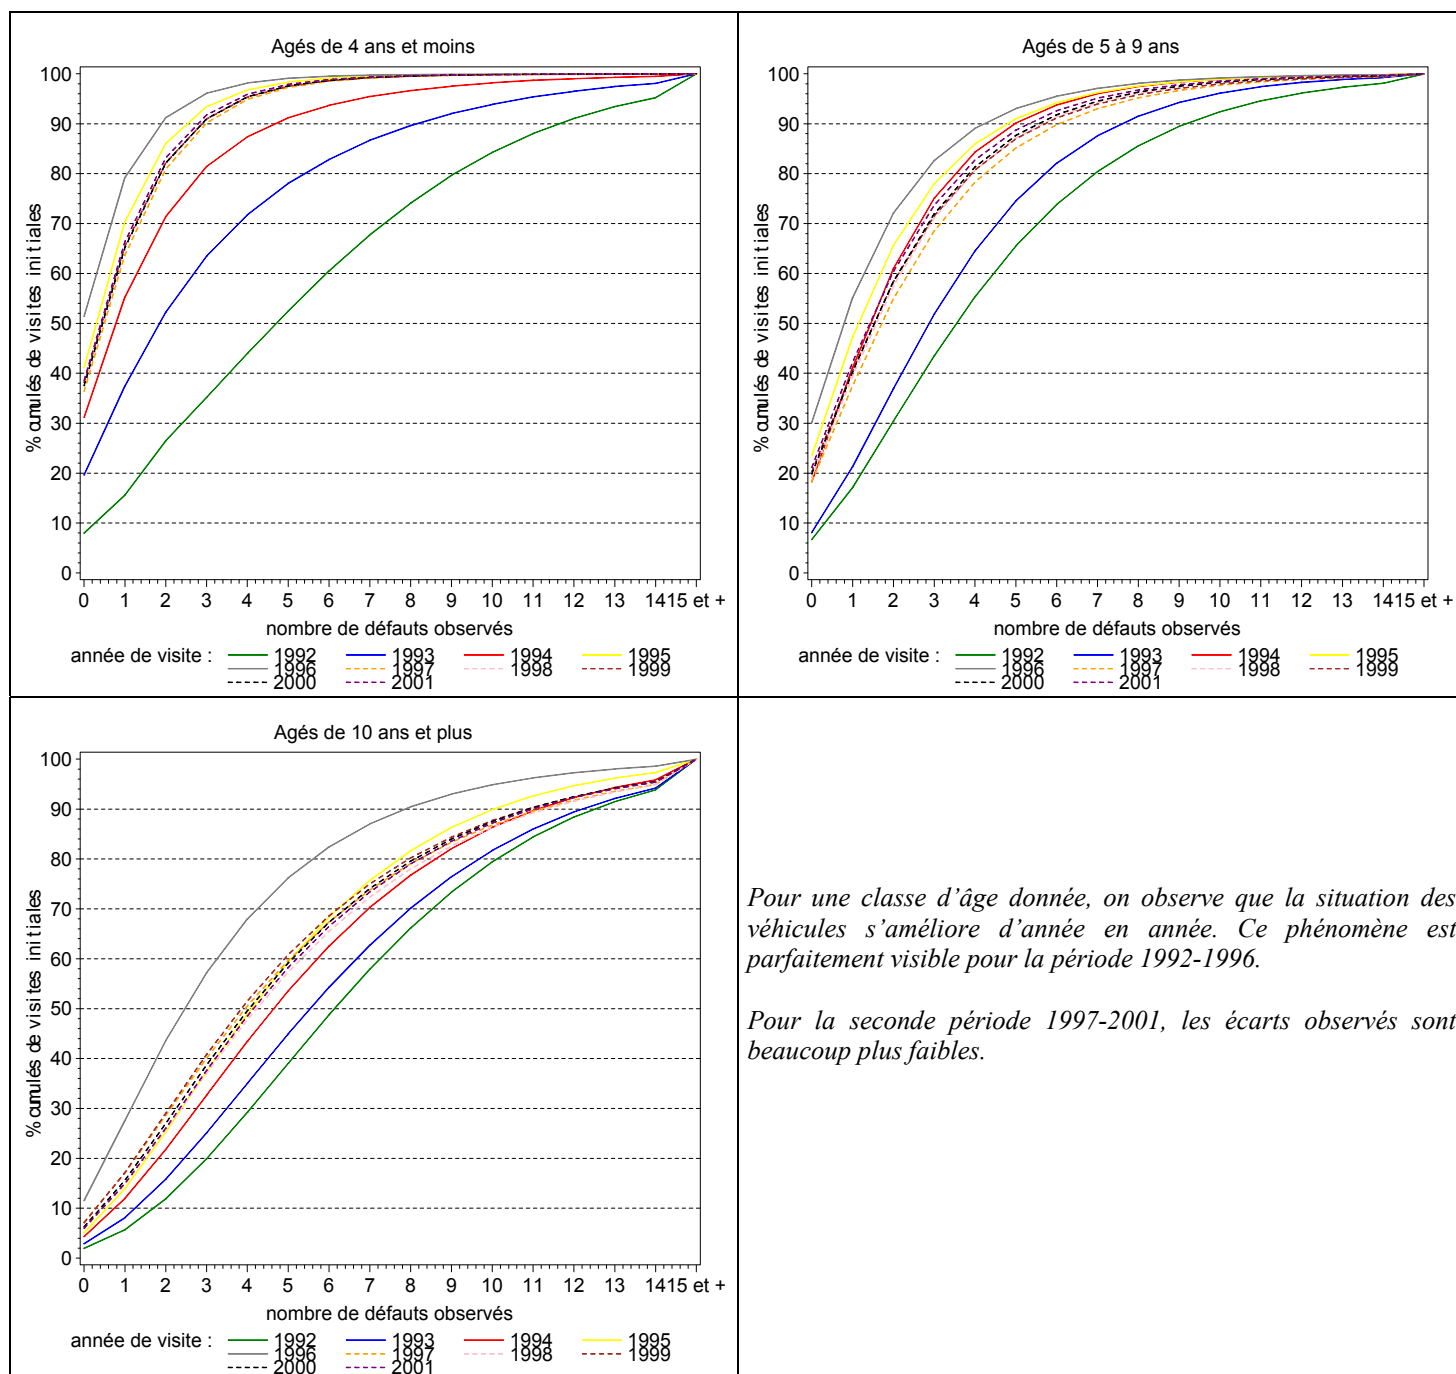 Agés de 4 ans et moins
% cumulés de visites initiales
100
90
80
70
60
50
40
30
20
10
0
0 1 2 3 4 5 6 7 8 9 10 11 12 13 14 15 et +
nombre de défauts observés
année de visite : 1992 1993 1994 1995
1996 1997 1998 1999
2000 2001
Agés de 5 à 9 ans
% cumulés de visites initiales
100
90
80
70
60
50
40
30
20
10
0
0 1 2 3 4 5 6 7 8 9 10 11 12 13 14 15 et +
nombre de défauts observés
année de visite : 1992 1993 1994 1995
1996 1997 1998 1999
2000 2001
Agés de 10 ans et plus
% cumulés de visites initiales
100
90
80
70
60
50
40
30
20
10
0
0 1 2 3 4 5 6 7 8 9 10 11 12 13 14 15 et +
nombre de défauts observés
année de visite : 1992 1993 1994 1995
1996 1997 1998 1999
2000 2001
Pour une classe d’âge donnée, on observe que la situation des
véhicules s’améliore d’année en année. Ce phénomène est
parfaitement visible pour la période 1992-1996.
Pour la seconde période 1997-2001, les écarts observés sont
beaucoup plus faibles.